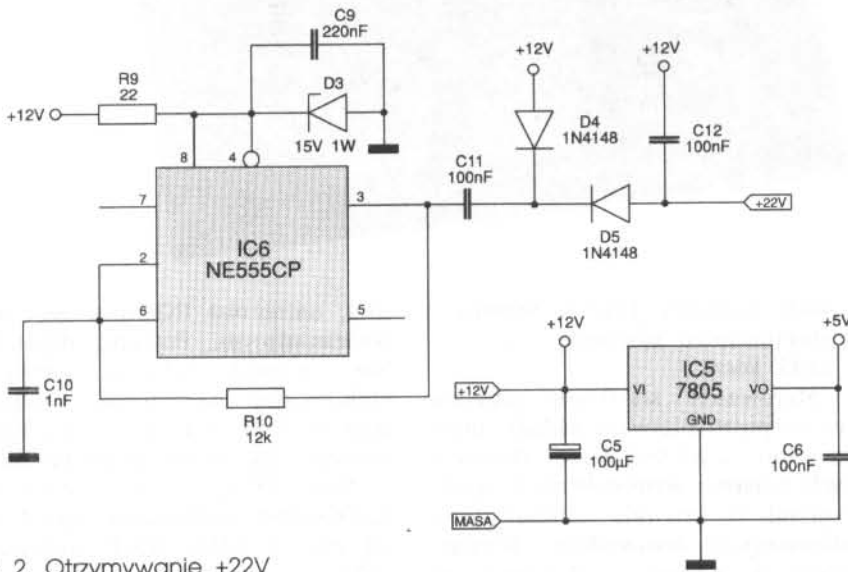 C9
220nF
R9
22
+12V
D3
15V 1W
+12V
+12V
D4
1N4148
C12
100nF
8
4
C11
100nF
7
3
+22V
D5
1N4148
IC6
NE555CP
2
6
5
C10
1nF
R10
12k
+12V
+5V
IC5
7805
+12V
VI
VO
GND
C5
100µF
C6
100nF
MASA
2. Otrzymywanie +22V